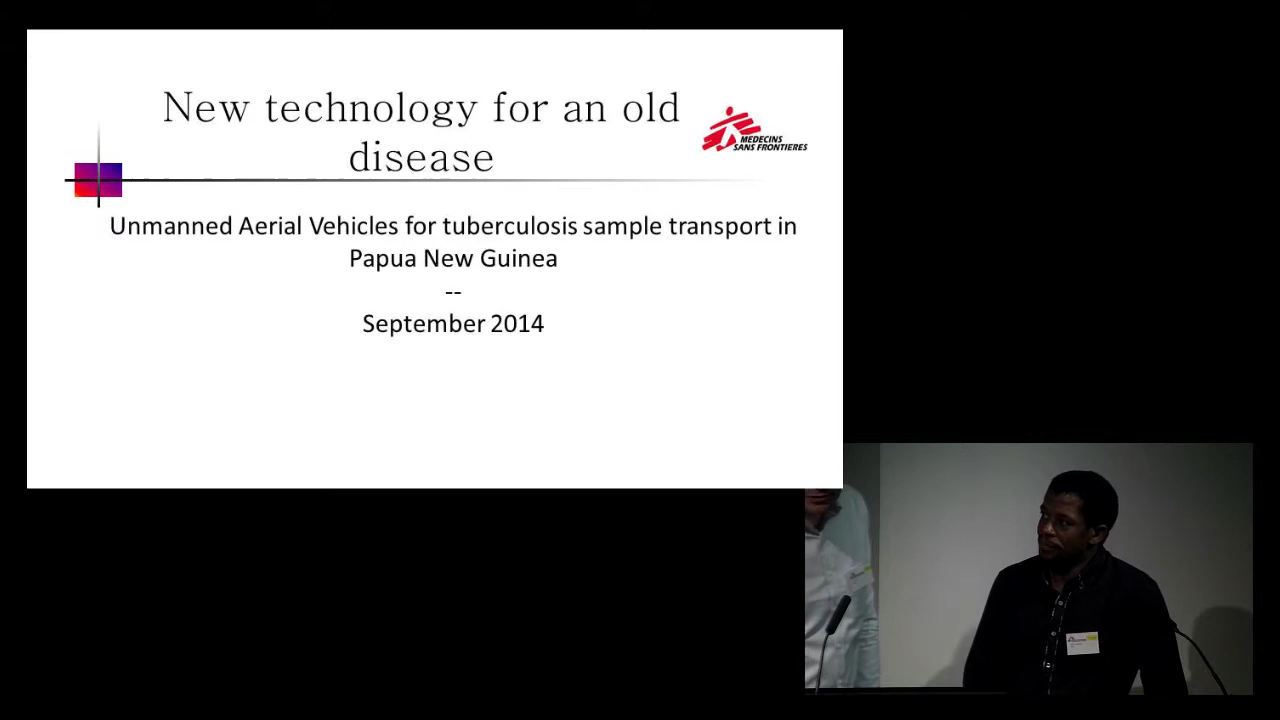 New technology for an old
disease
MEDECINS
SANS FRONTIERES
Unmanned Aerial Vehicles for tuberculosis sample transport in
Papua New Guinea
--
September 2014